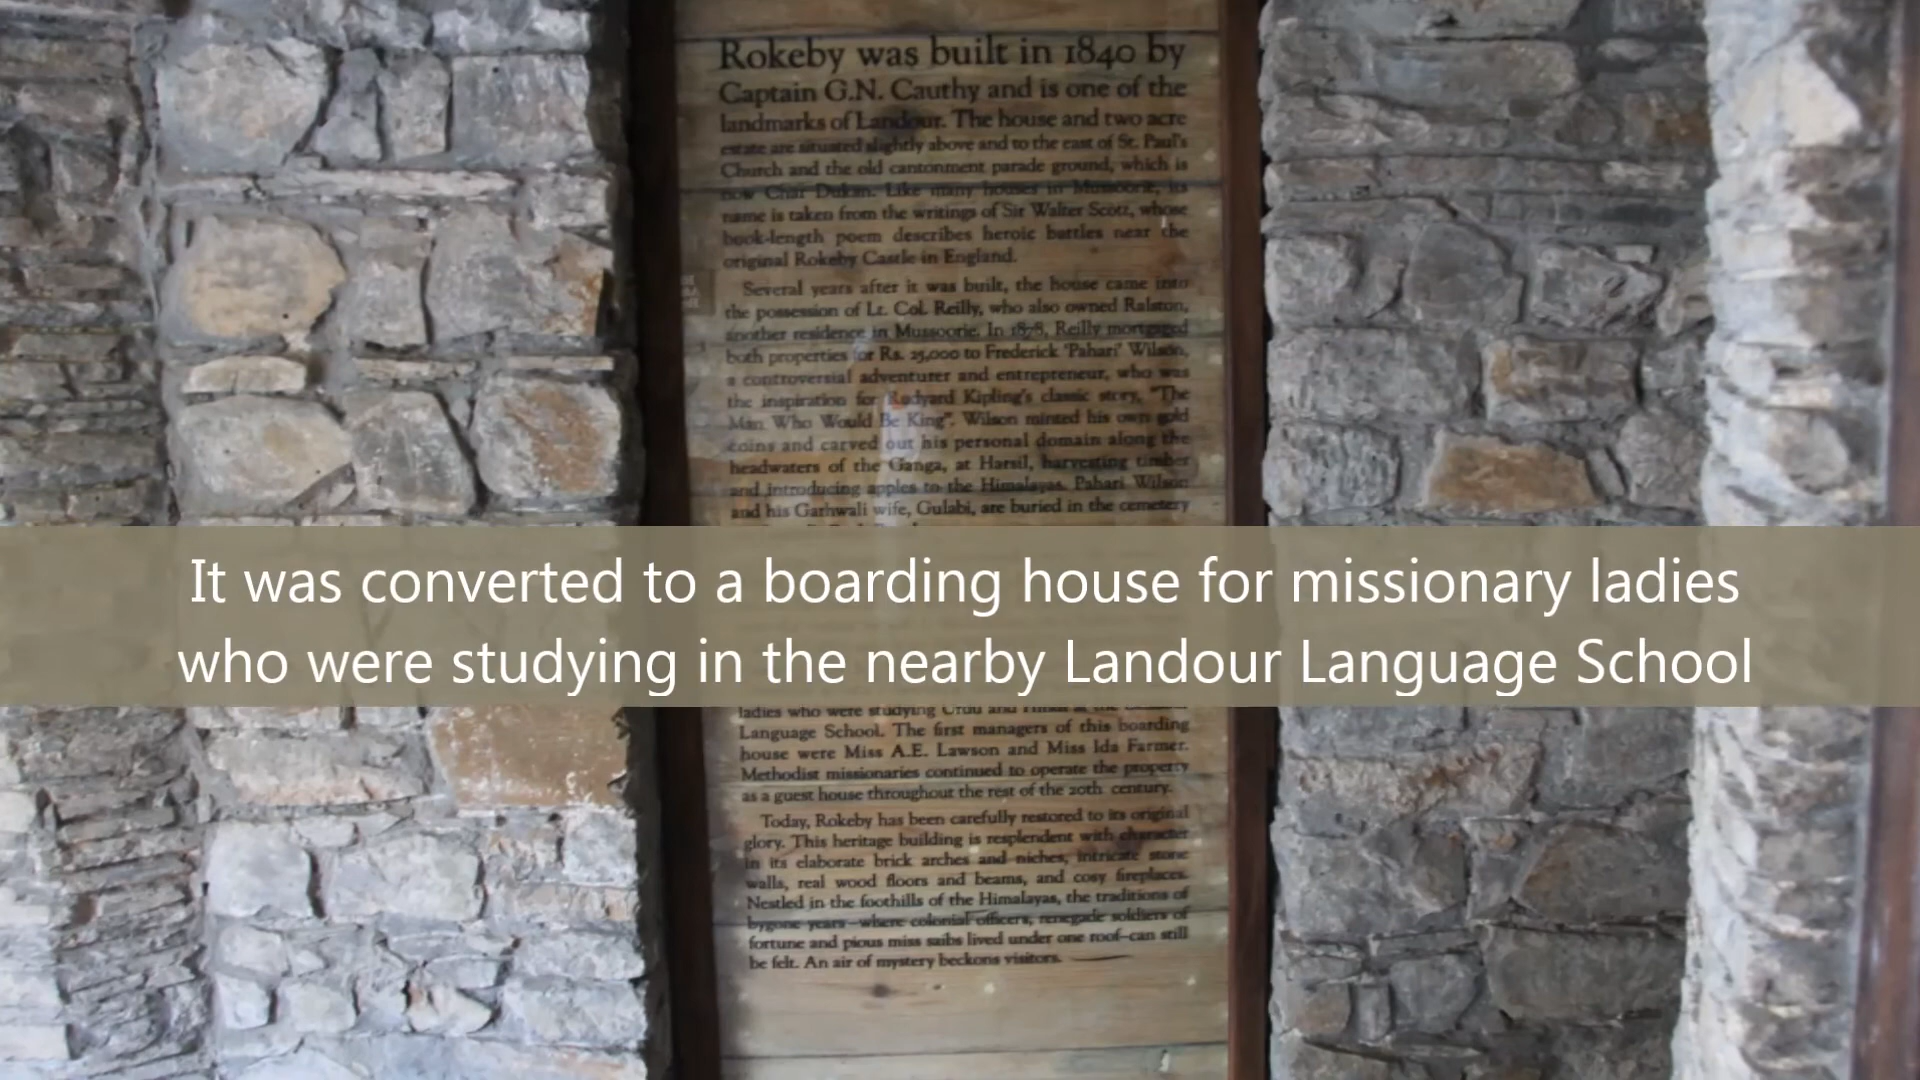 Rokeby was built in 1840 by
Captain G.N. Cauthy and is one of the
landmarks of Landour. The house and two acre
estate are situated slightly above and to the east of St. Paul's
Church and the old cantonment parade ground, which is
now Char Dukan. Like many houses in Mussoorie, its
name is taken from the writings of Sir Walter Scott, whose
book-length poem describes heroic battles near the
original Rokeby Castle in England.
Several years after it was built, the house came into
the possession of Lt. Col. Reilly, who also owned Ralston,
another residence in Mussoorie. In 1878, Reilly mortgaged
both properties for Rs. 25,000 to Frederick 'Pahari' Wilson,
a controversial adventurer and entrepreneur, who was
the inspiration for Rudyard Kipling's classic story, "The
Man Who Would Be King". Wilson minted his own gold
coins and carved out his personal domain along the
headwaters of the Ganga, at Harsil, harvesting timber
and introducing apples to the Himalayas. Pahari Wilson
and his Garhwali wife, Gulabi, are buried in the cemetery
It was converted to a boarding house for missionary ladies
who were studying in the nearby Landour Language School
ladies who were studying Urdu and Hindi at the
Language School. The first managers of this boarding
house were Miss A.E. Lawson and Miss Ida Farmer.
Methodist missionaries continued to operate the property
as a guest house throughout the rest of the 20th century.
Today, Rokeby has been carefully restored to its original
glory. This heritage building is resplendent with character
in its elaborate brick arches and niches, intricate stone
walls, real wood floors and beams, and cosy fireplaces.
Nestled in the foothills of the Himalayas, the traditions of
bygone years—where colonial officers, renegade soldiers of
fortune and pious miss saibs lived under one roof—can still
be felt. An air of mystery beckons visitors.